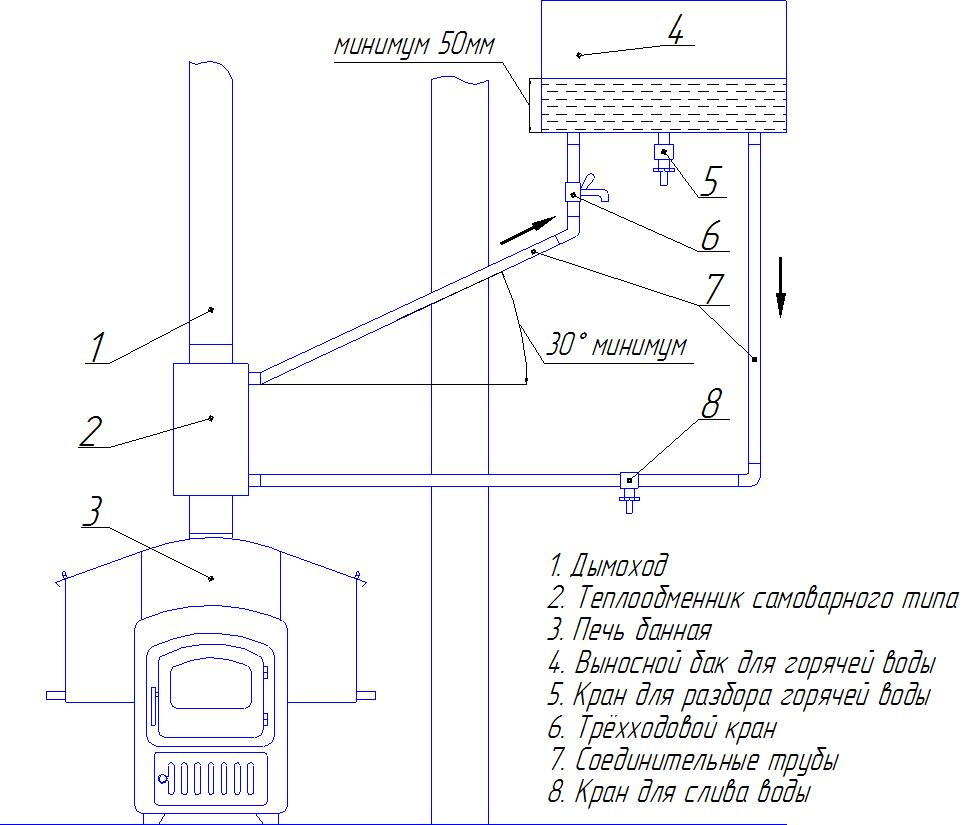 минимум 50мм
4
5
6
7
1
30° минимум
8
2
3
1. Дымоход
2. Теплообменник самоварного типа
3. Печь банная
4. Выносной бак для горячей воды
5. Кран для разбора горячей воды
6. Трёхходовой кран
7. Соединительные трубы
8. Кран для слива воды